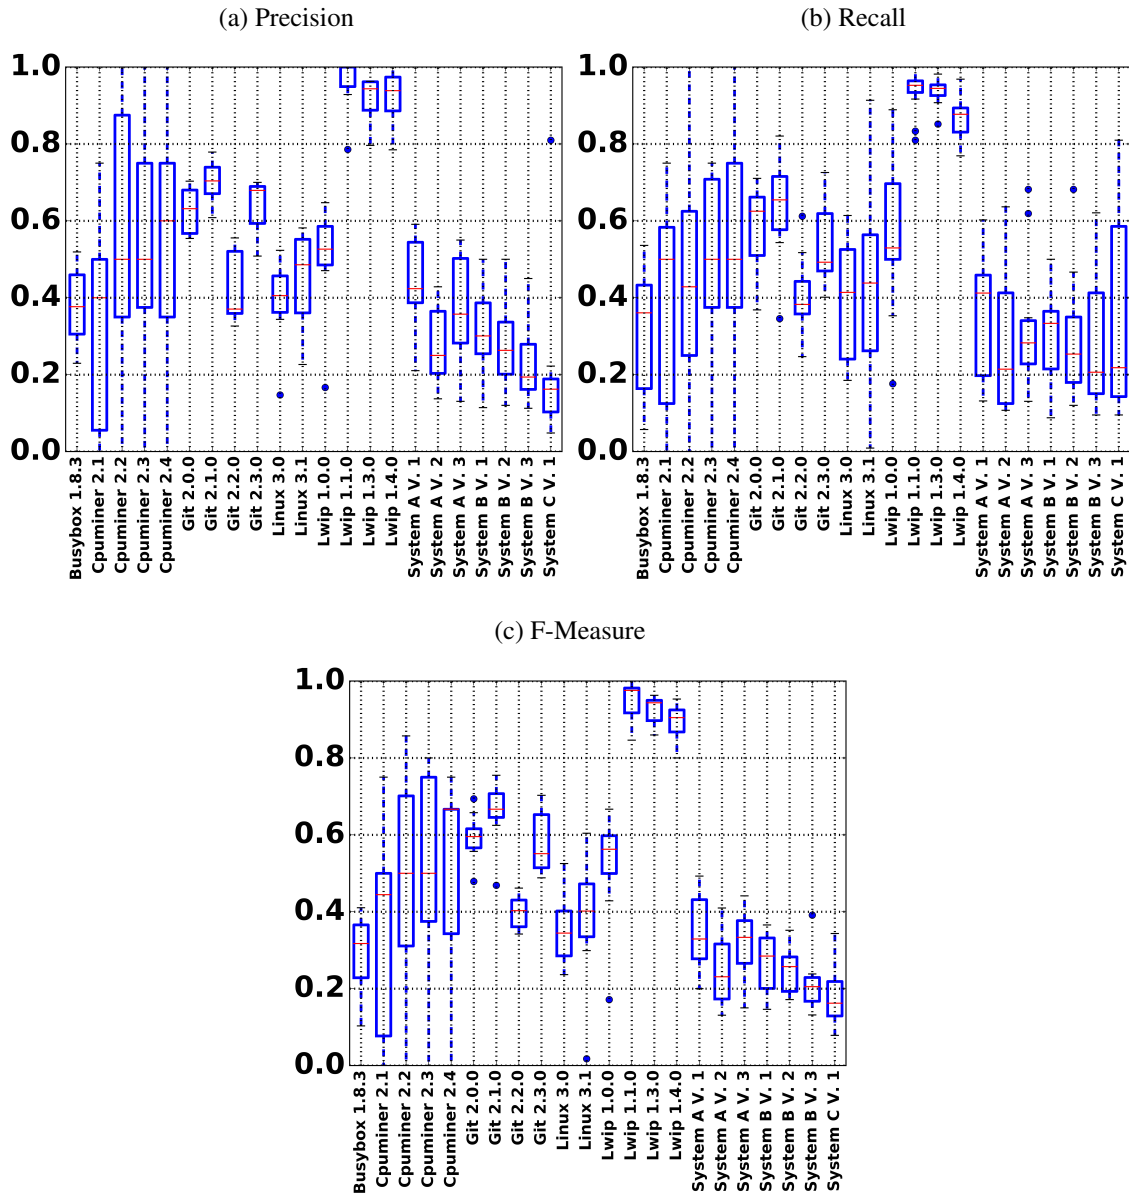 (a) Precision
(b) Recall
1.0
0.8
0.6
0.4
0.2
0.0
Busybox 1.8.3
Cpuminer 2.1
Cpuminer 2.2
Cpuminer 2.3
Cpuminer 2.4
Git 2.0.0
Git 2.1.0
Git 2.2.0
Git 2.3.0
Linux 3.0
Linux 3.1
Lwip 1.0.0
Lwip 1.1.0
Lwip 1.3.0
Lwip 1.4.0
System A V. 1
System A V. 2
System A V. 3
System B V. 1
System B V. 2
System B V. 3
System C V. 1
1.0
0.8
0.6
0.4
0.2
0.0
Busybox 1.8.3
Cpuminer 2.1
Cpuminer 2.2
Cpuminer 2.3
Cpuminer 2.4
Git 2.0.0
Git 2.1.0
Git 2.2.0
Git 2.3.0
Linux 3.0
Linux 3.1
Lwip 1.0.0
Lwip 1.1.0
Lwip 1.3.0
Lwip 1.4.0
System A V. 1
System A V. 2
System A V. 3
System B V. 1
System B V. 2
System B V. 3
System C V. 1
(c) F-Measure
1.0
0.8
0.6
0.4
0.2
0.0
Busybox 1.8.3
Cpuminer 2.1
Cpuminer 2.2
Cpuminer 2.3
Cpuminer 2.4
Git 2.0.0
Git 2.1.0
Git 2.2.0
Git 2.3.0
Linux 3.0
Linux 3.1
Lwip 1.0.0
Lwip 1.1.0
Lwip 1.3.0
Lwip 1.4.0
System A V. 1
System A V. 2
System A V. 3
System B V. 1
System B V. 2
System B V. 3
System C V. 1